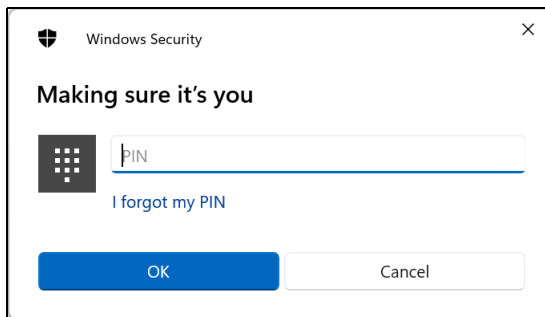 Windows Security
Making sure it's you
PIN
I forgot my PIN
OK
Cancel